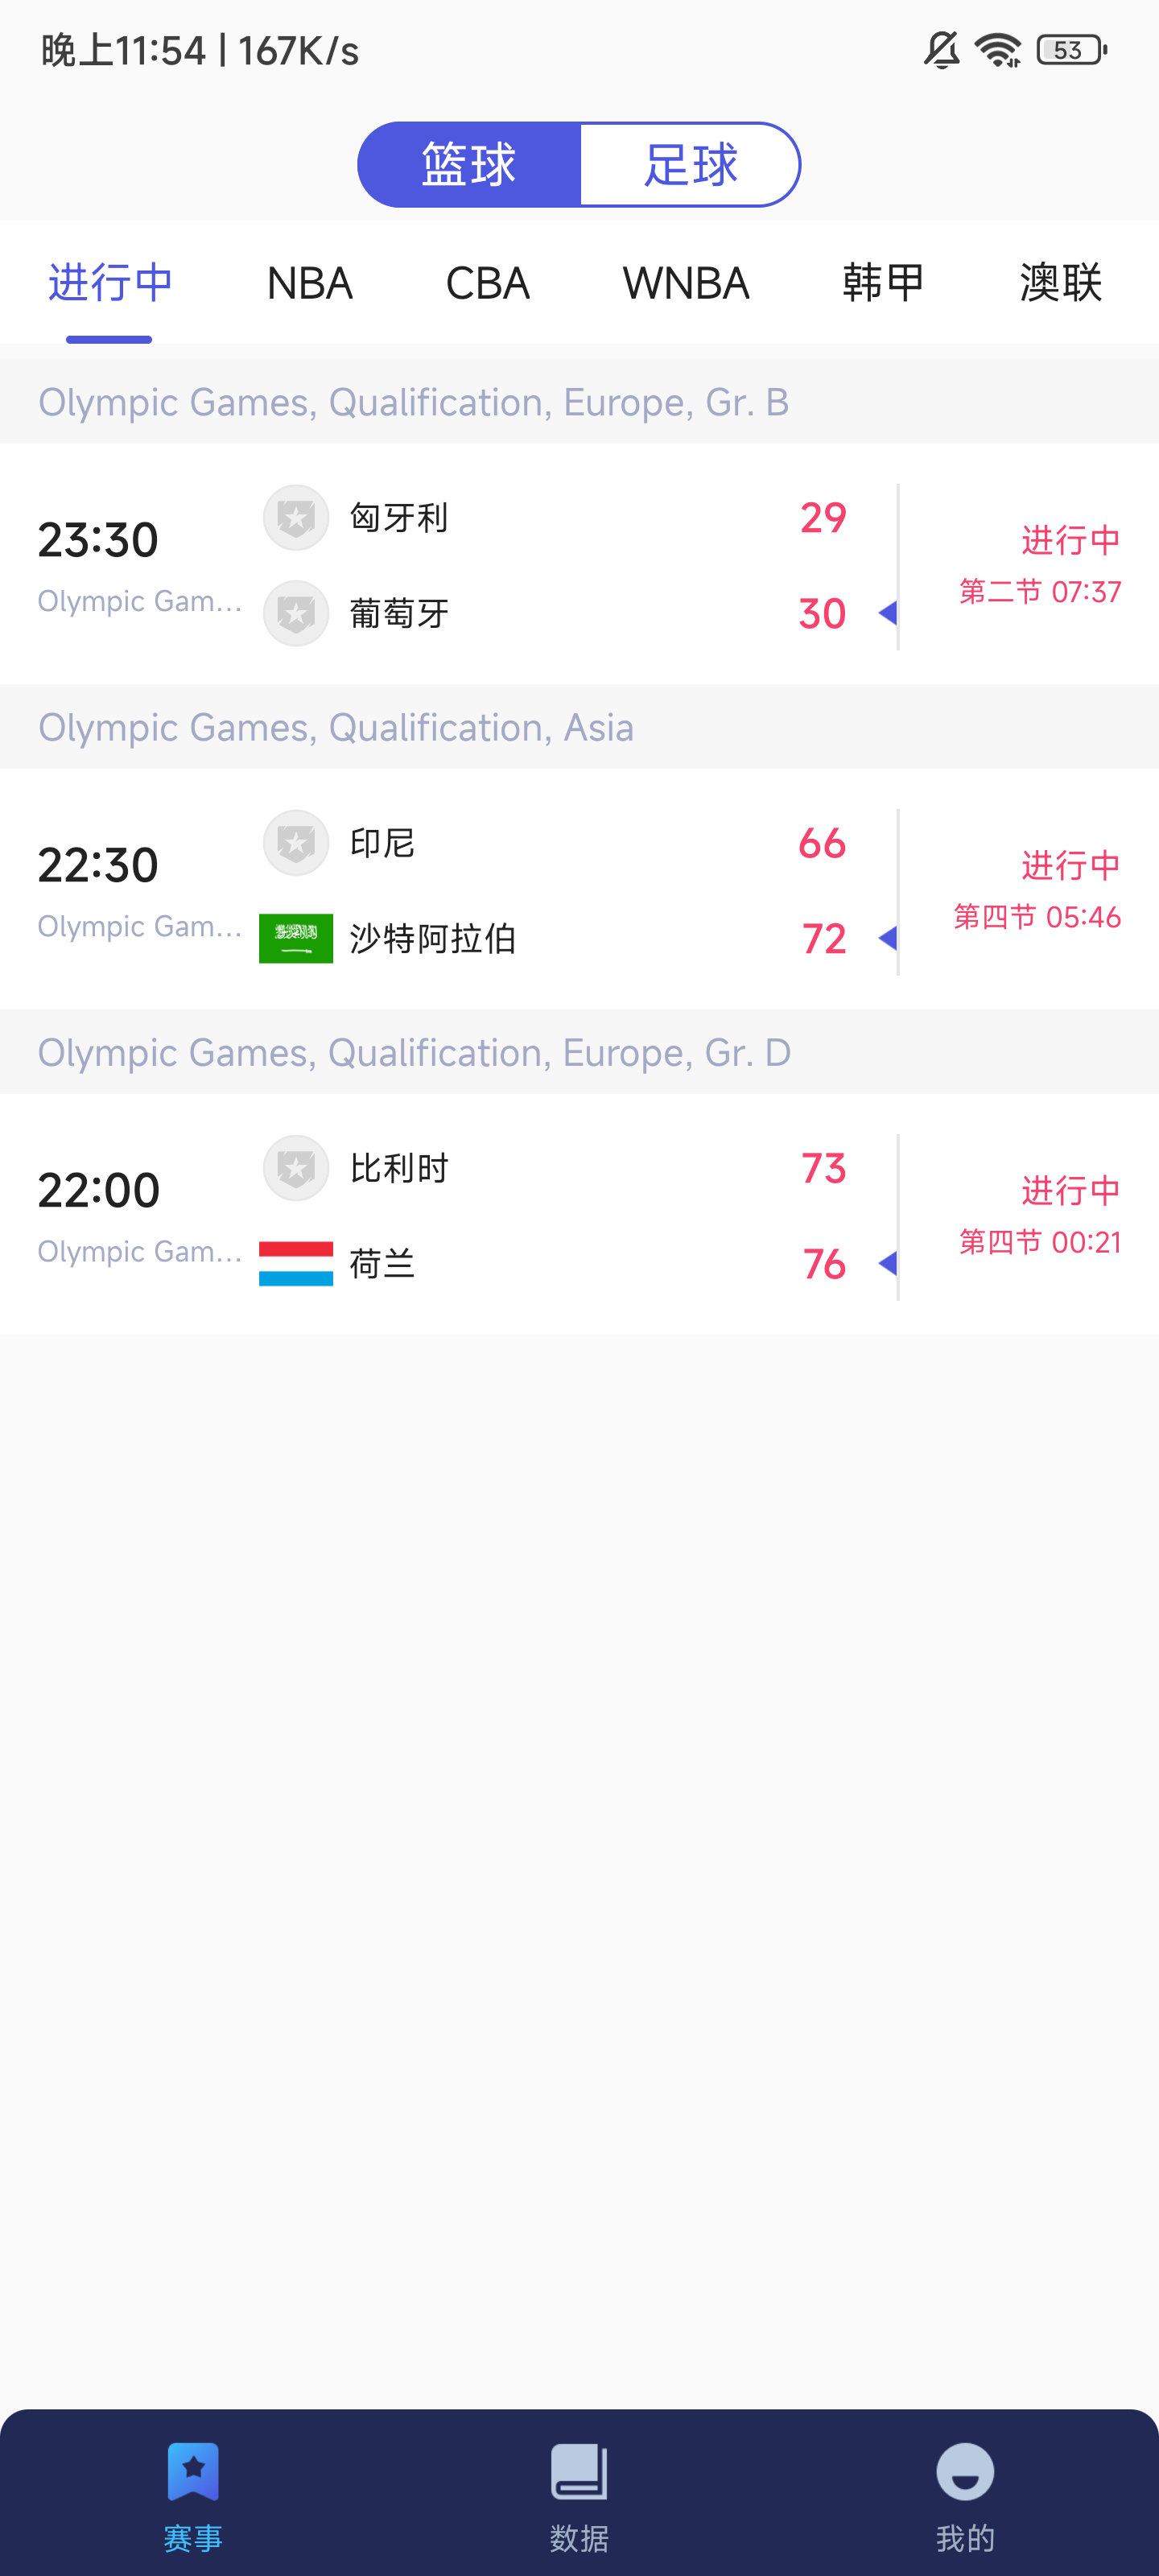 晚上11:54 | 167K/s 53
篮球 足球
进行中 NBA CBA WNBA 韩甲 澳联
Olympic Games, Qualification, Europe, Gr. B
23:30
Olympic Gam...
匈牙利 29
葡萄牙 30
进行中
第二节 07:37
Olympic Games, Qualification, Asia
22:30
Olympic Gam...
印尼 66
沙特阿拉伯 72
进行中
第四节 05:46
Olympic Games, Qualification, Europe, Gr. D
22:00
Olympic Gam...
比利时 73
荷兰 76
进行中
第四节 00:21
赛事 数据 我的